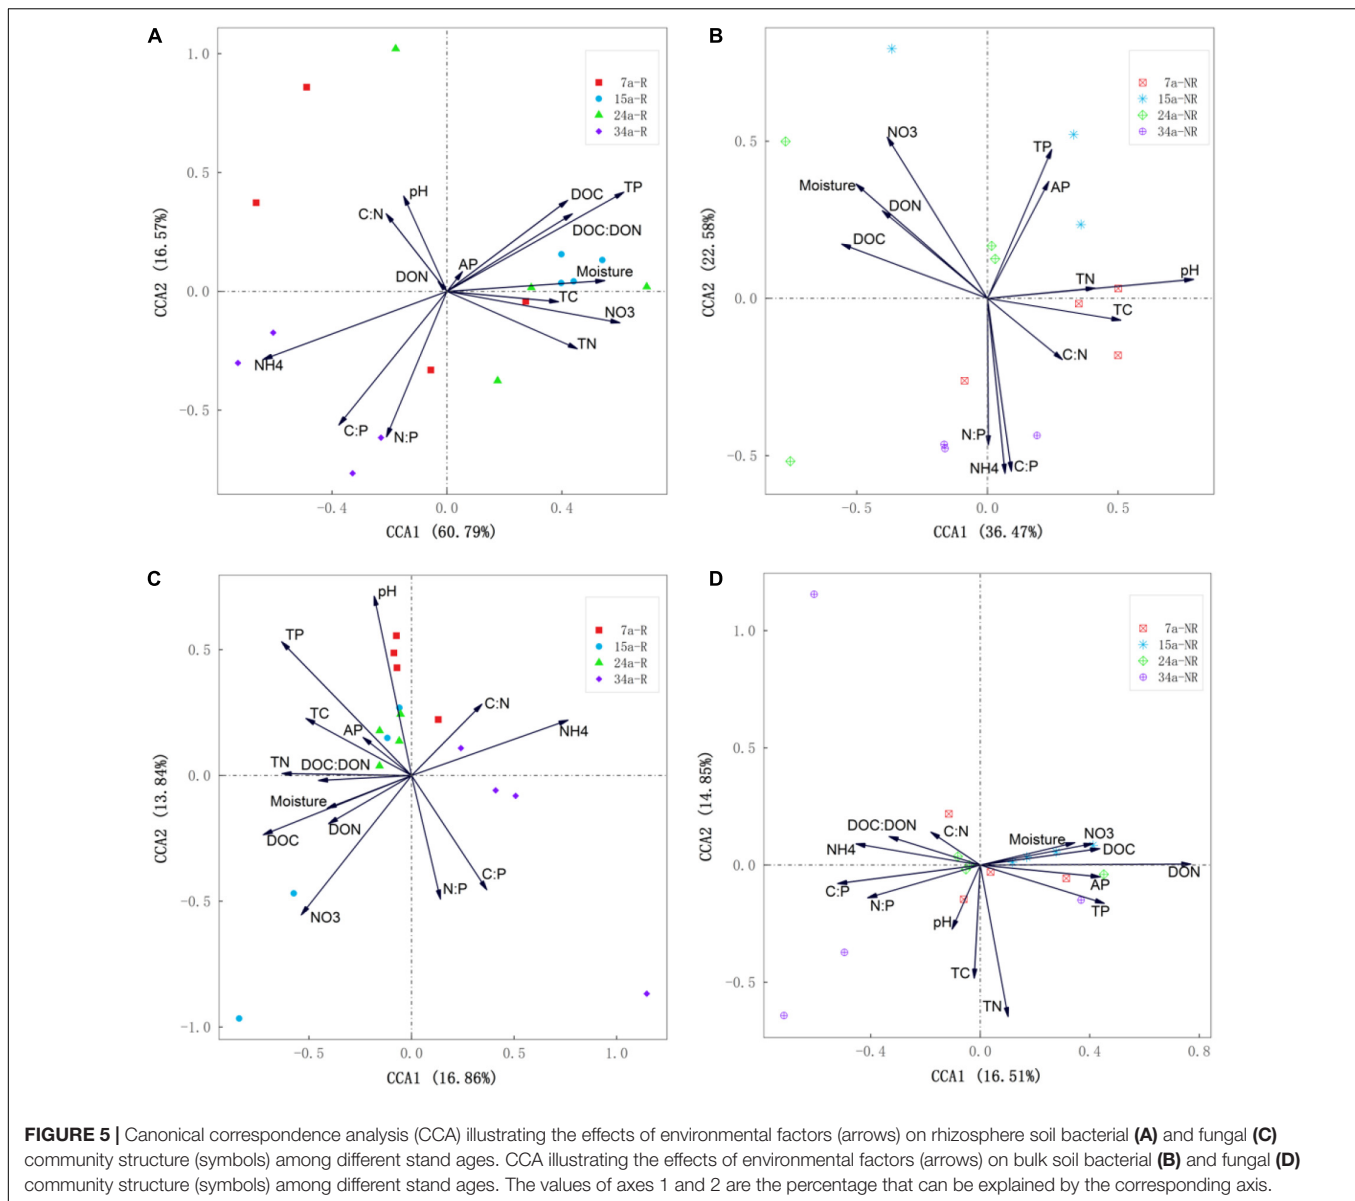 A
1.0
0.5
0.0
-0.5
CCA2 (16.57%)
7a-R
15a-R
24a-R
34a-R
pH
C:N
DOC
TP
DOC:DON
AP
DON
Moisture
TC
NO3
TN
NH4
C:P
N:P
-0.4
0.0
0.4
CCA1 (60.79%)
B
0.5
0.0
-0.5
CCA2 (22.58%)
7a-NR
15a-NR
24a-NR
34a-NR
NO3
TP
Moisture
AP
DON
DOC
TN
pH
TC
C:N
N:P
NH4
C:P
-0.5
0.0
0.5
CCA1 (36.47%)
C
0.5
0.0
-0.5
-1.0
CCA2 (13.84%)
7a-R
15a-R
24a-R
34a-R
pH
TP
TC
AP
C:N
NH4
TN
DOC:DON
Moisture
DOC
DON
NO3
N:P
C:P
-0.5
0.0
0.5
1.0
CCA1 (16.86%)
D
1.0
0.5
0.0
-0.5
CCA2 (14.85%)
7a-NR
15a-NR
24a-NR
34a-NR
DOC:DON
C:N
NH4
Moisture
NO3
DOC
DON
C:P
N:P
AP
TP
pH
TC
TN
-0.4
0.0
0.4
0.8
CCA1 (16.51%)
FIGURE 5 | Canonical correspondence analysis (CCA) illustrating the effects of environmental factors (arrows) on rhizosphere soil bacterial (A) and fungal (C)
community structure (symbols) among different stand ages. CCA illustrating the effects of environmental factors (arrows) on bulk soil bacterial (B) and fungal (D)
community structure (symbols) among different stand ages. The values of axes 1 and 2 are the percentage that can be explained by the corresponding axis.